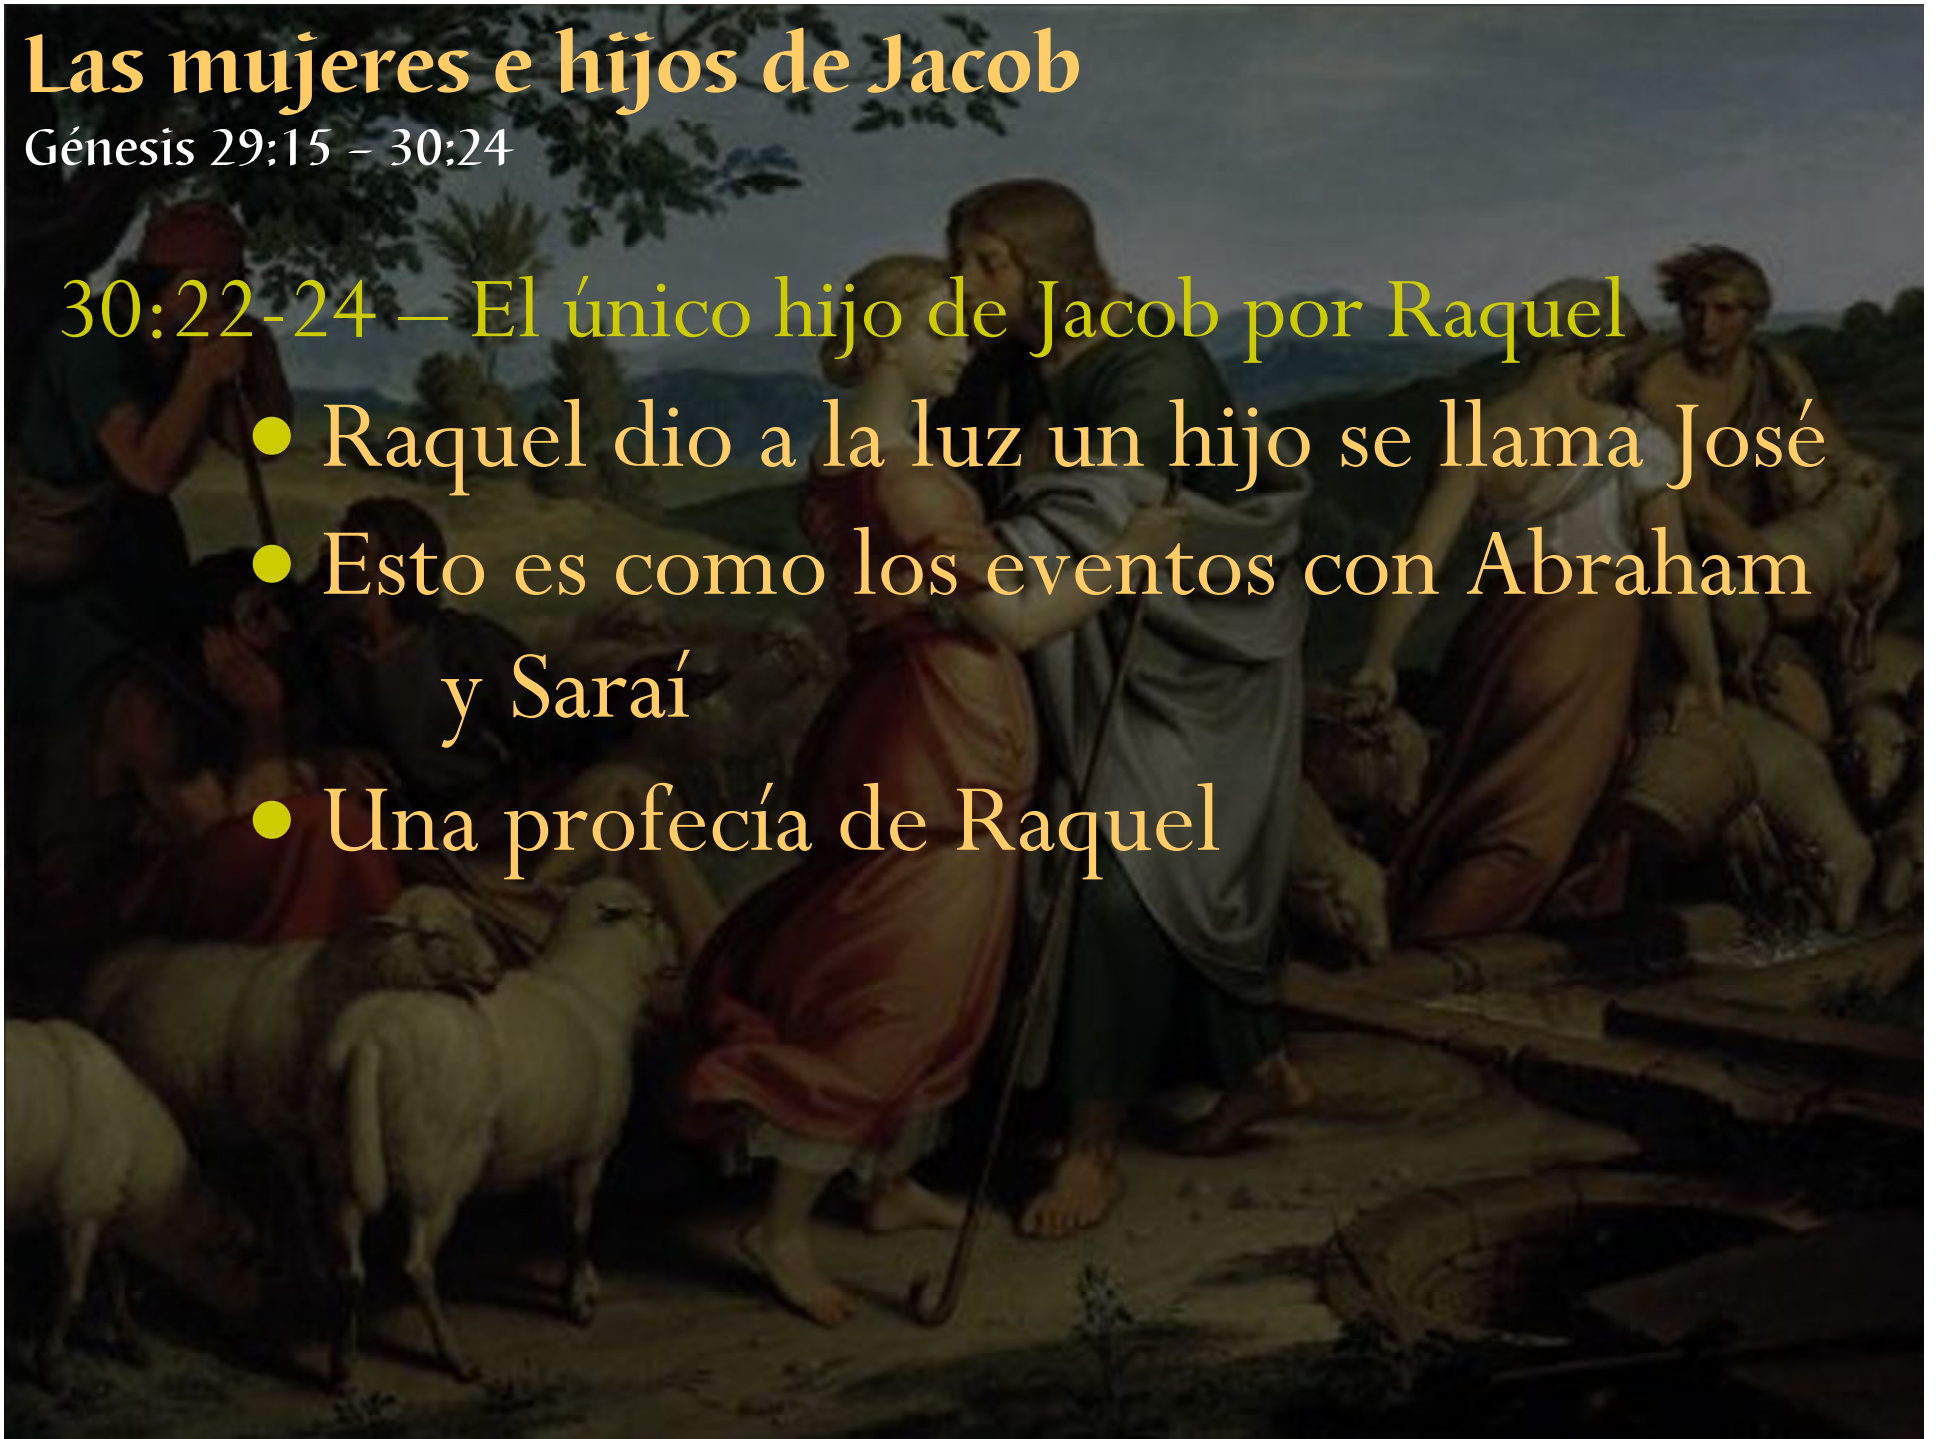 Las mujeres e hijos de Jacob
Génesis 29:15 – 30:24
30:22-24 – El único hijo de Jacob por Raquel
• Raquel dio a la luz un hijo se llama José
• Esto es como los eventos con Abraham
y Saraí
• Una profecía de Raquel